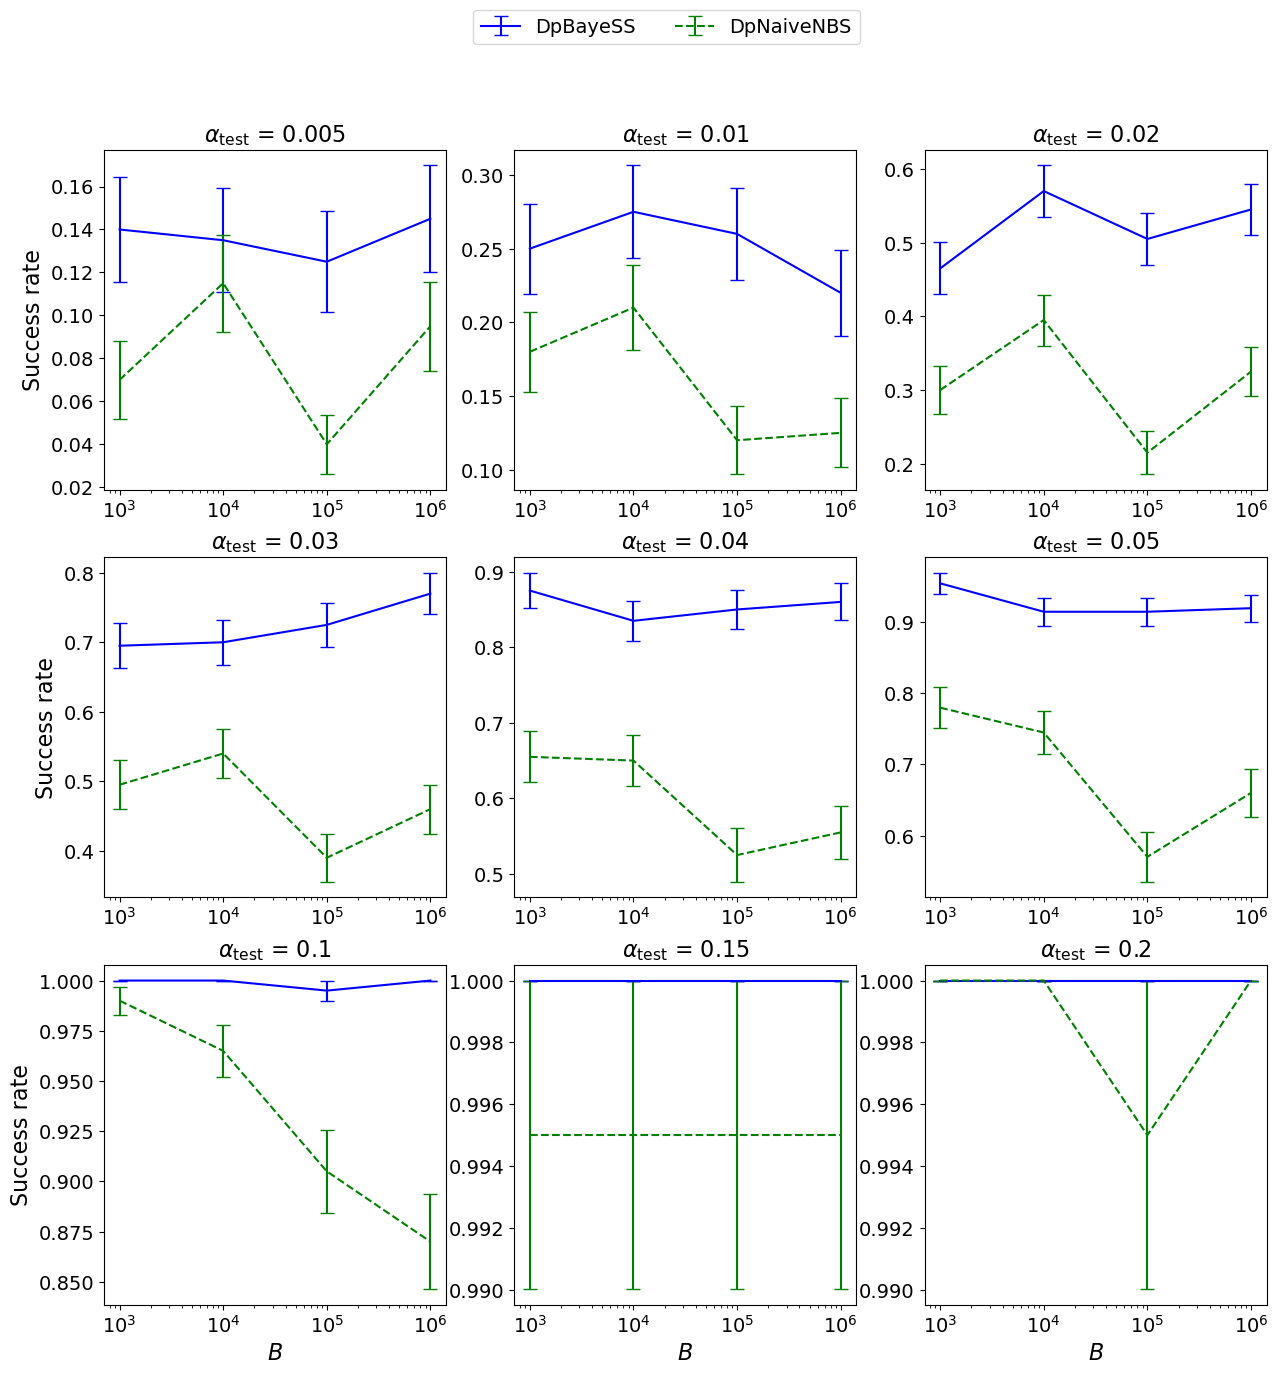 DpBayeSS DpNaiveNBS
α_test = 0.005 α_test = 0.01 α_test = 0.02
Success rate
0.16
0.14
0.12
0.10
0.08
0.06
0.04
0.02
10^3 10^4 10^5 10^6
0.30
0.25
0.20
0.15
0.10
10^3 10^4 10^5 10^6
0.6
0.5
0.4
0.3
0.2
10^3 10^4 10^5 10^6
α_test = 0.03 α_test = 0.04 α_test = 0.05
Success rate
0.8
0.7
0.6
0.5
0.4
10^3 10^4 10^5 10^6
0.9
0.8
0.7
0.6
0.5
10^3 10^4 10^5 10^6
0.9
0.8
0.7
0.6
10^3 10^4 10^5 10^6
α_test = 0.1 α_test = 0.15 α_test = 0.2
Success rate
1.000
0.975
0.950
0.925
0.900
0.875
0.850
10^3 10^4 10^5 10^6
B
1.000
0.998
0.996
0.994
0.992
0.990
10^3 10^4 10^5 10^6
B
1.000
0.998
0.996
0.994
0.992
0.990
10^3 10^4 10^5 10^6
B